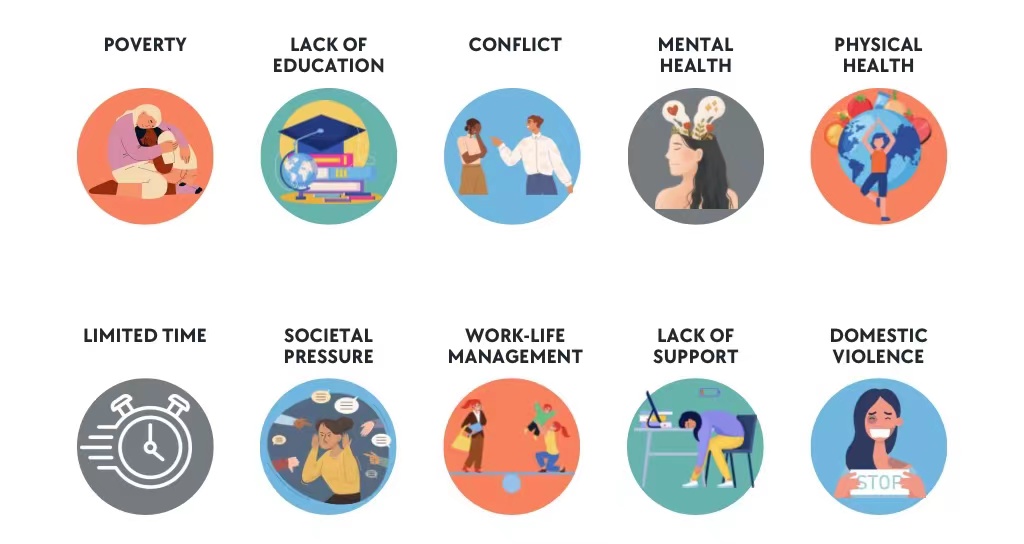 POVERTY
LACK OF
EDUCATION
CONFLICT
MENTAL
HEALTH
PHYSICAL
HEALTH
LIMITED TIME
SOCIETAL
PRESSURE
WORK-LIFE
MANAGEMENT
LACK OF
SUPPORT
DOMESTIC
VIOLENCE
STOP